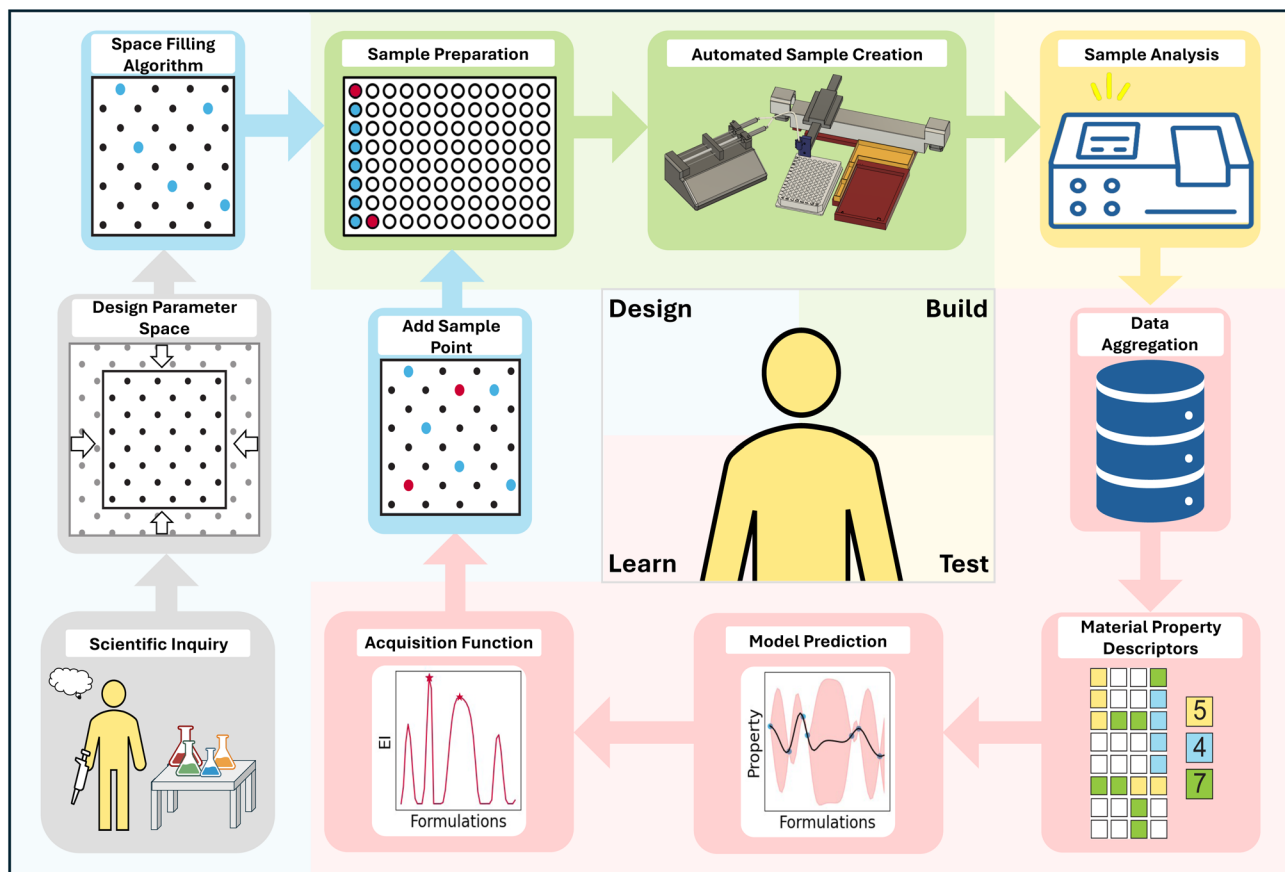 Space Filling
Algorithm
Sample Preparation
Automated Sample Creation
Sample Analysis
Design Parameter
Space
Add Sample
Point
Design
Build
Learn
Test
Data
Aggregation
Scientific Inquiry
Acquisition Function
EI
Formulations
Model Prediction
Property
Formulations
Material Property
Descriptors
5
4
7